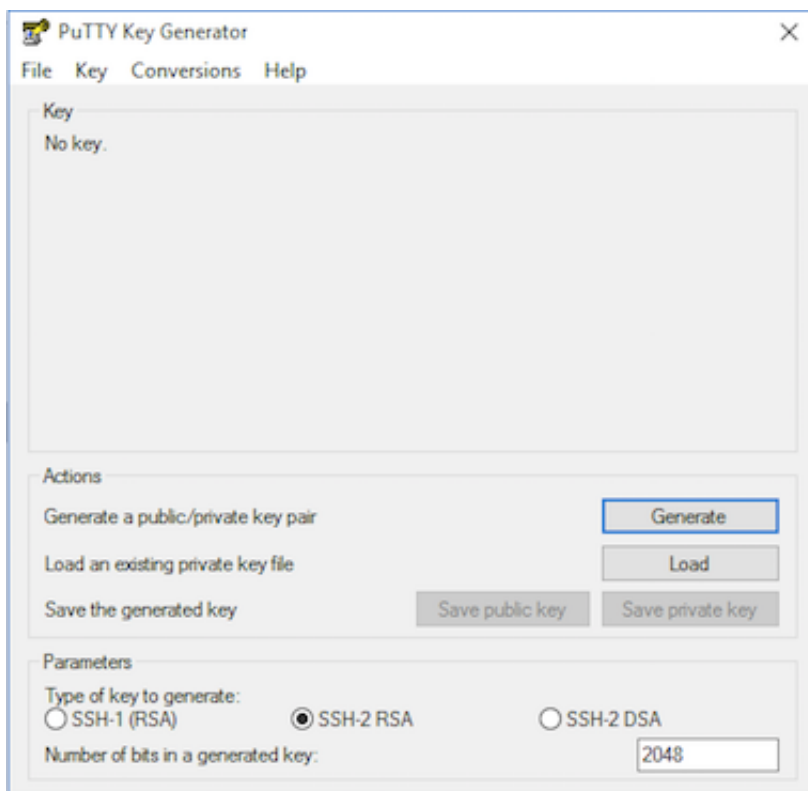 PuTTY Key Generator
File Key Conversions Help
Key
No key.
Actions
Generate a public/private key pair
Generate
Load an existing private key file
Load
Save the generated key
Save public key
Save private key
Parameters
Type of key to generate:
SSH-1 (RSA)
SSH-2 RSA
SSH-2 DSA
Number of bits in a generated key:
2048